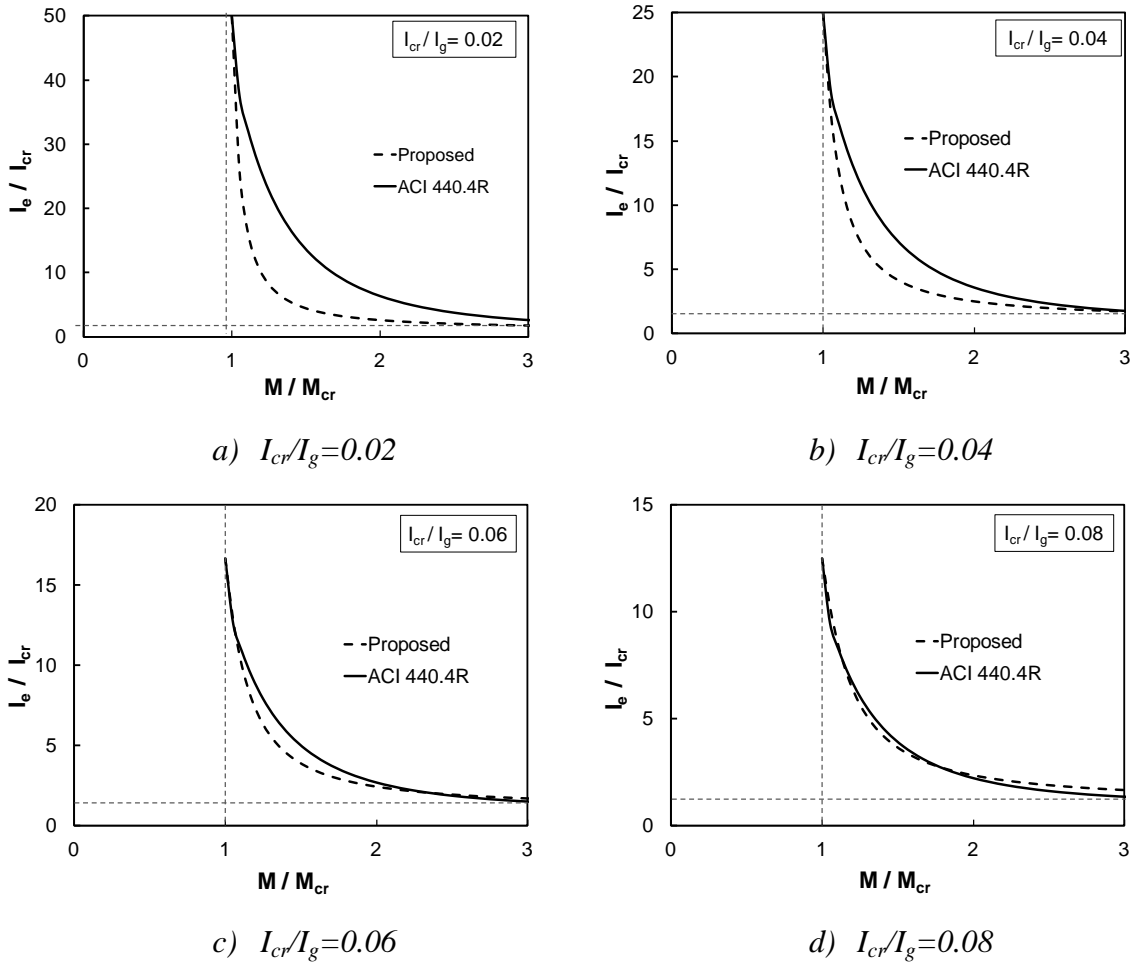 50
40
30
20
10
0
I_e / I_cr
I_cr / I_g= 0.02
Proposed
ACI 440.4R
0 1 2 3
M / M_cr
a) I_cr/I_g=0.02
25
20
15
10
5
0
I_e / I_cr
I_cr / I_g= 0.04
Proposed
ACI 440.4R
0 1 2 3
M / M_cr
b) I_cr/I_g=0.04
20
15
10
5
0
I_e / I_cr
I_cr / I_g= 0.06
Proposed
ACI 440.4R
0 1 2 3
M / M_cr
c) I_cr/I_g=0.06
15
10
5
0
I_e / I_cr
I_cr / I_g= 0.08
Proposed
ACI 440.4R
0 1 2 3
M / M_cr
d) I_cr/I_g=0.08